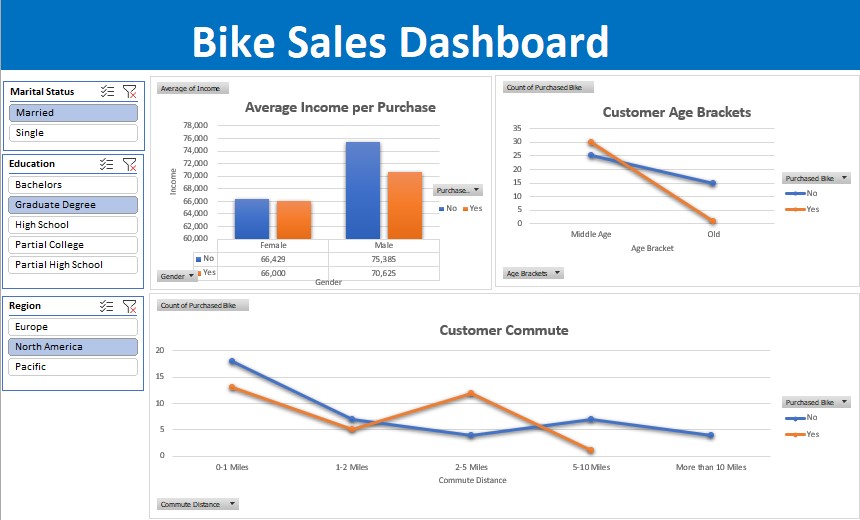 Bike Sales Dashboard
Marital Status
Married
Single
Education
Bachelors
Graduate Degree
High School
Partial College
Partial High School
Region
Europe
North America
Pacific
Average of Income
Average Income per Purchase
78,000
76,000
74,000
72,000
70,000
68,000
66,000
64,000
62,000
60,000
Income
Female Male
No 66,429 75,385
Yes 66,000 70,625
Gender
Gender
Purchase...
No Yes
Count of Purchased Bike
Customer Age Brackets
35
30
25
20
15
10
5
0
Middle Age Old
Age Bracket
Purchased Bike
No
Yes
Age Brackets
Count of Purchased Bike
Customer Commute
20
15
10
5
0
0-1 Miles 1-2 Miles 2-5 Miles 5-10 Miles More than 10 Miles
Commute Distance
Purchased Bike
No
Yes
Commute Distance